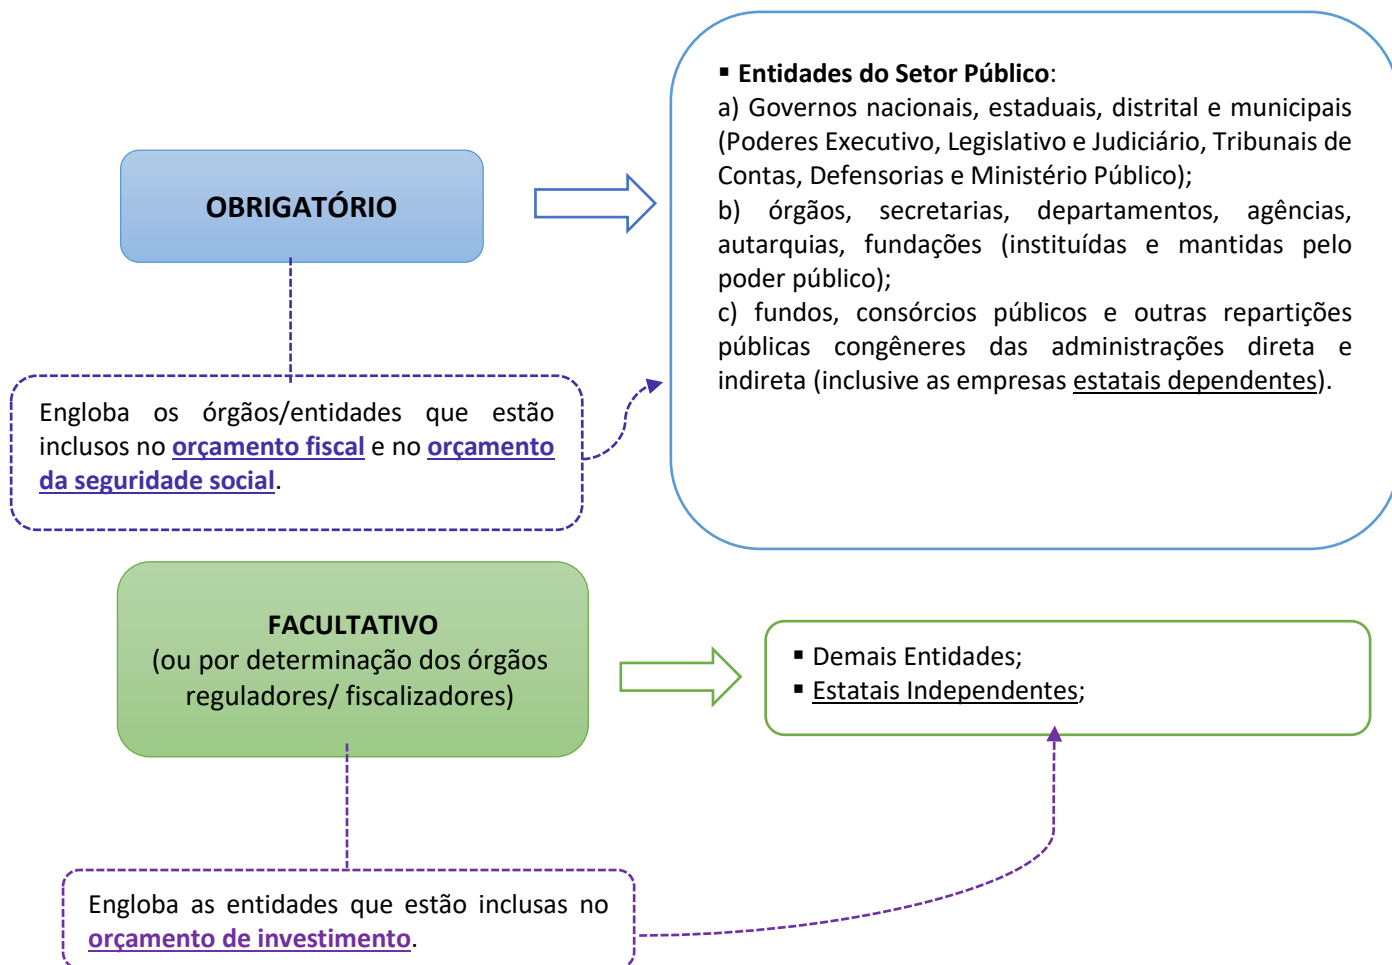 OBRIGATÓRIO
▪ Entidades do Setor Público:
a) Governos nacionais, estaduais, distrital e municipais
(Poderes Executivo, Legislativo e Judiciário, Tribunais de
Contas, Defensorias e Ministério Público);
b) órgãos, secretarias, departamentos, agências,
autarquias, fundações (instituídas e mantidas pelo
poder público);
c) fundos, consórcios públicos e outras repartições
públicas congêneres das administrações direta e
indireta (inclusive as empresas estatais dependentes).
Engloba os órgãos/entidades que estão
inclusos no orçamento fiscal e no orçamento
da seguridade social.
FACULTATIVO
(ou por determinação dos órgãos
reguladores/ fiscalizadores)
▪ Demais Entidades;
▪ Estatais Independentes;
Engloba as entidades que estão inclusas no
orçamento de investimento.